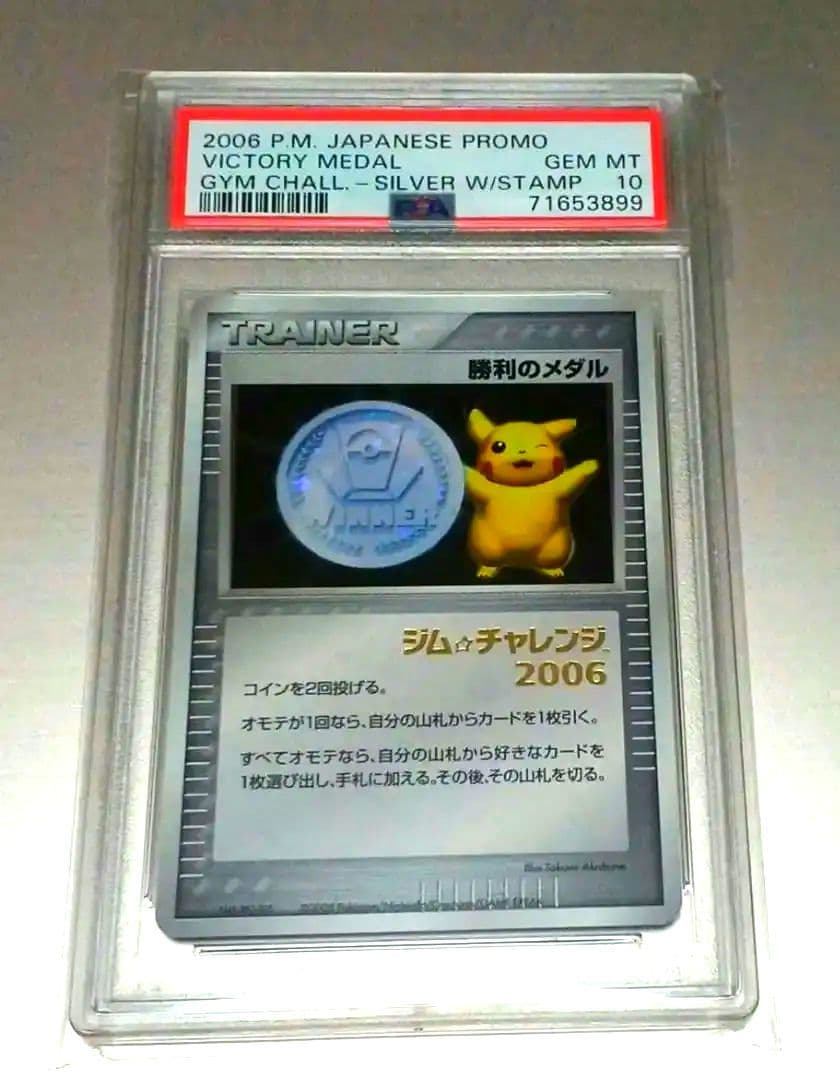 2006 P.M. JAPANESE PROMO
VICTORY MEDAL GEM MT
GYM CHALL.-SILVER W/STAMP 10
PSA 71653899
TRAINER
勝利のメダル
WINNER
ジム☆チャレンジ
2006
コインを2回投げる。
オモテが1回なら、自分の山札からカードを1枚引く。
すべてオモテなら、自分の山札から好きなカードを
1枚選び出し、手札に加える。その後、その山札を切る。
Illus. Takumi Akabane